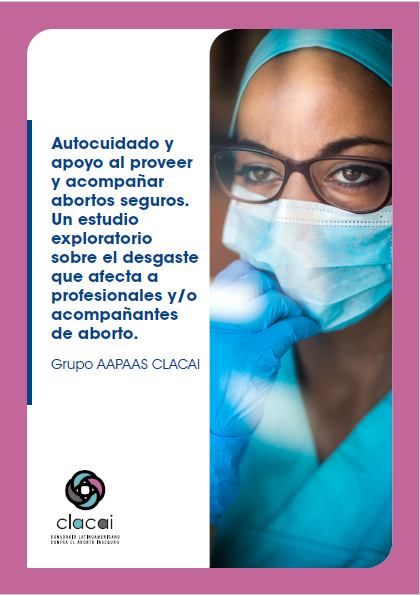 Autocuidado y
apoyo al proveer
y acompañar
abortos seguros.
Un estudio
exploratorio
sobre el desgaste
que afecta a
profesionales y/o
acompañantes
de aborto.
Grupo AAPAAS CLACAI
clacai
CONSORCIO LATINOAMERICANO
CONTRA EL ABORTO INSEGURO